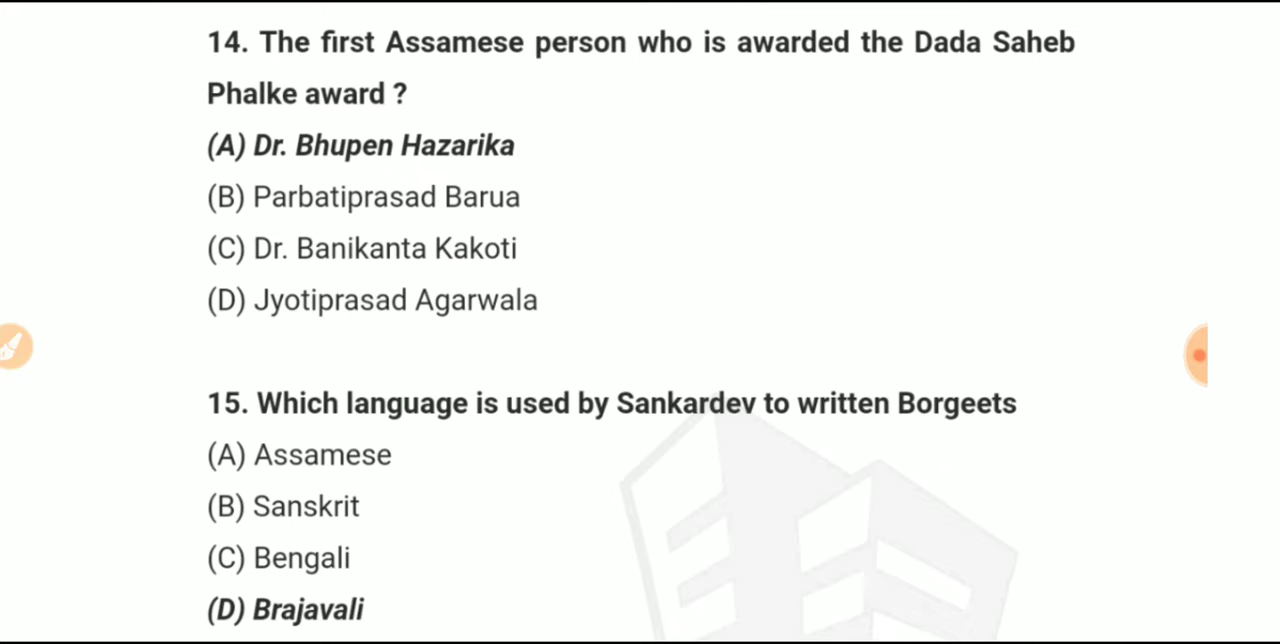 14. The first Assamese person who is awarded the Dada Saheb
Phalke award ?
(A) Dr. Bhupen Hazarika
(B) Parbatiprasad Barua
(C) Dr. Banikanta Kakoti
(D) Jyotiprasad Agarwala
15. Which language is used by Sankardev to written Borgeets
(A) Assamese
(B) Sanskrit
(C) Bengali
(D) Brajavali